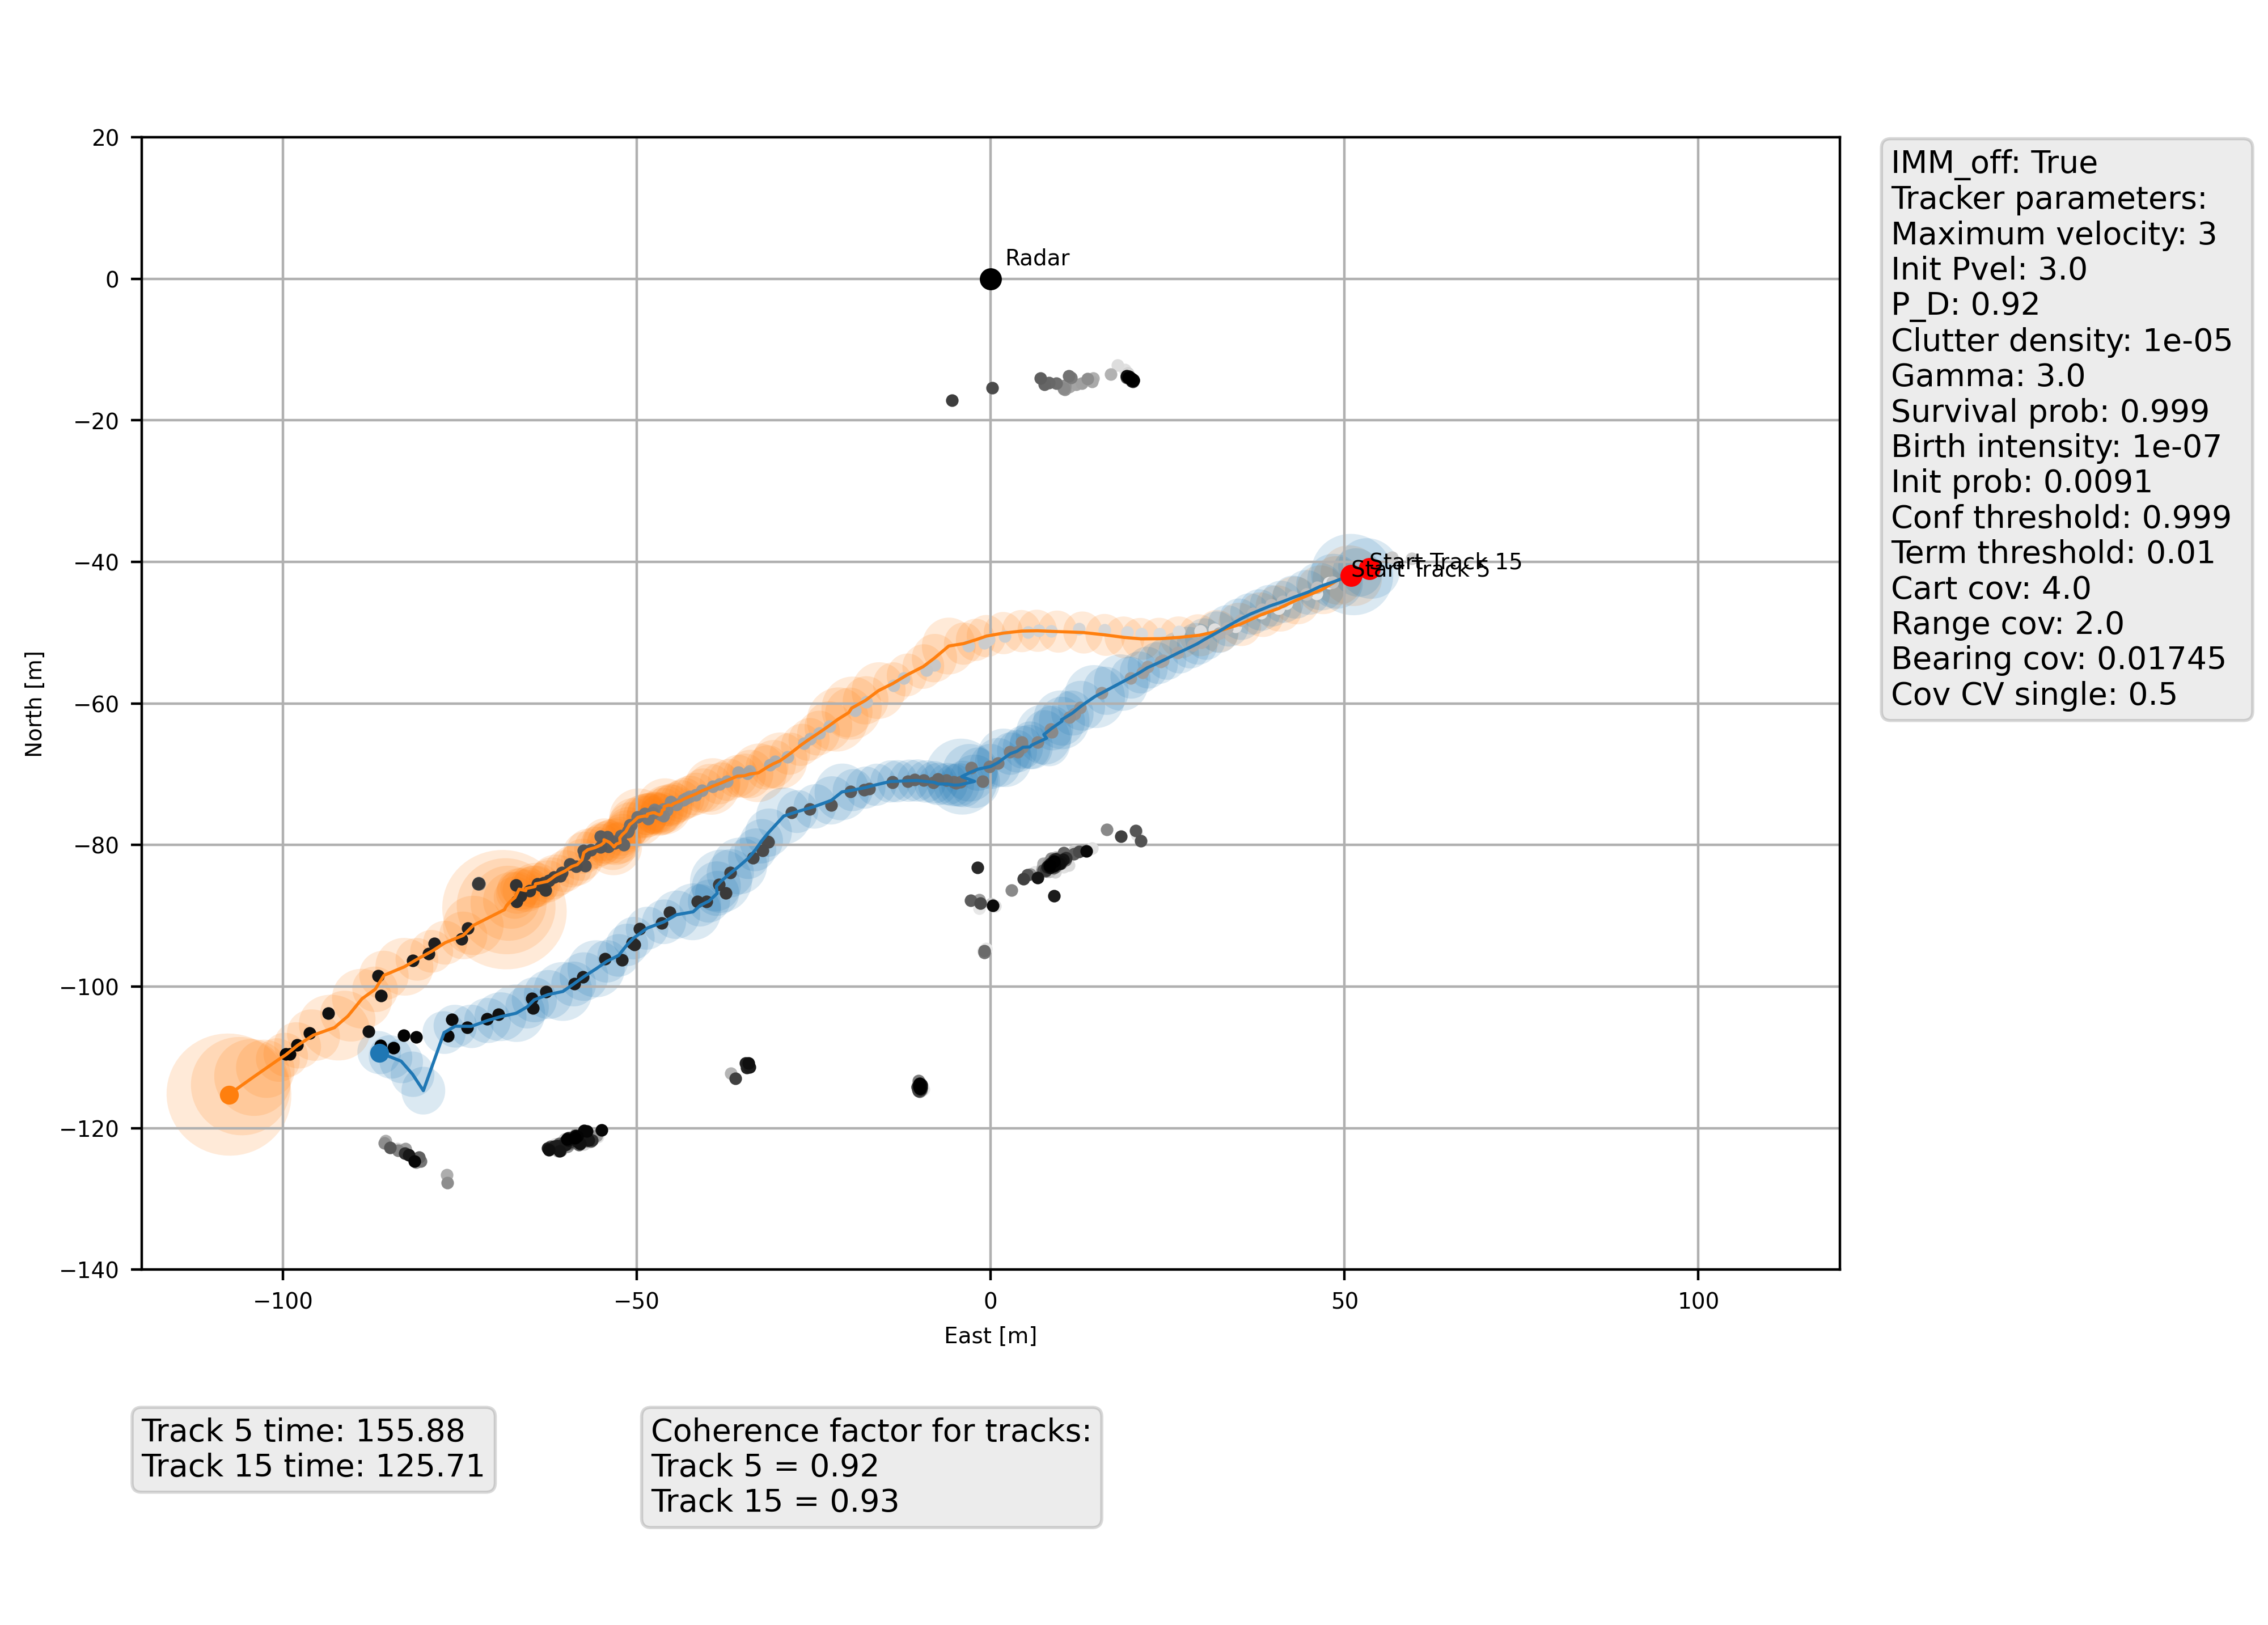 20
0
−20
−40
−60
−80
−100
−120
−140
North [m]
−100
−50
0
50
100
East [m]
Radar
Start Track 15
Start Track 5
IMM_off: True
Tracker parameters:
Maximum velocity: 3
Init Pvel: 3.0
P_D: 0.92
Clutter density: 1e-05
Gamma: 3.0
Survival prob: 0.999
Birth intensity: 1e-07
Init prob: 0.0091
Conf threshold: 0.999
Term threshold: 0.01
Cart cov: 4.0
Range cov: 2.0
Bearing cov: 0.01745
Cov CV single: 0.5
Track 5 time: 155.88
Track 15 time: 125.71
Coherence factor for tracks:
Track 5 = 0.92
Track 15 = 0.93